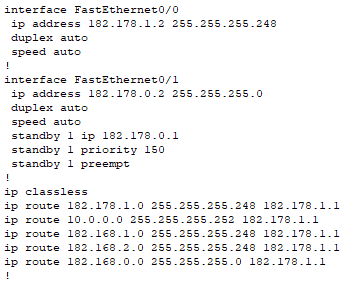 interface FastEthernet0/0
ip address 182.178.1.2 255.255.255.248
duplex auto
speed auto
!
interface FastEthernet0/1
ip address 182.178.0.2 255.255.255.0
duplex auto
speed auto
standby 1 ip 182.178.0.1
standby 1 priority 150
standby 1 preempt
!
ip classless
ip route 182.178.1.0 255.255.255.248 182.178.1.1
ip route 10.0.0.0 255.255.255.252 182.178.1.1
ip route 182.168.1.0 255.255.255.248 182.178.1.1
ip route 182.168.2.0 255.255.255.248 182.178.1.1
ip route 182.168.0.0 255.255.255.0 182.178.1.1
!